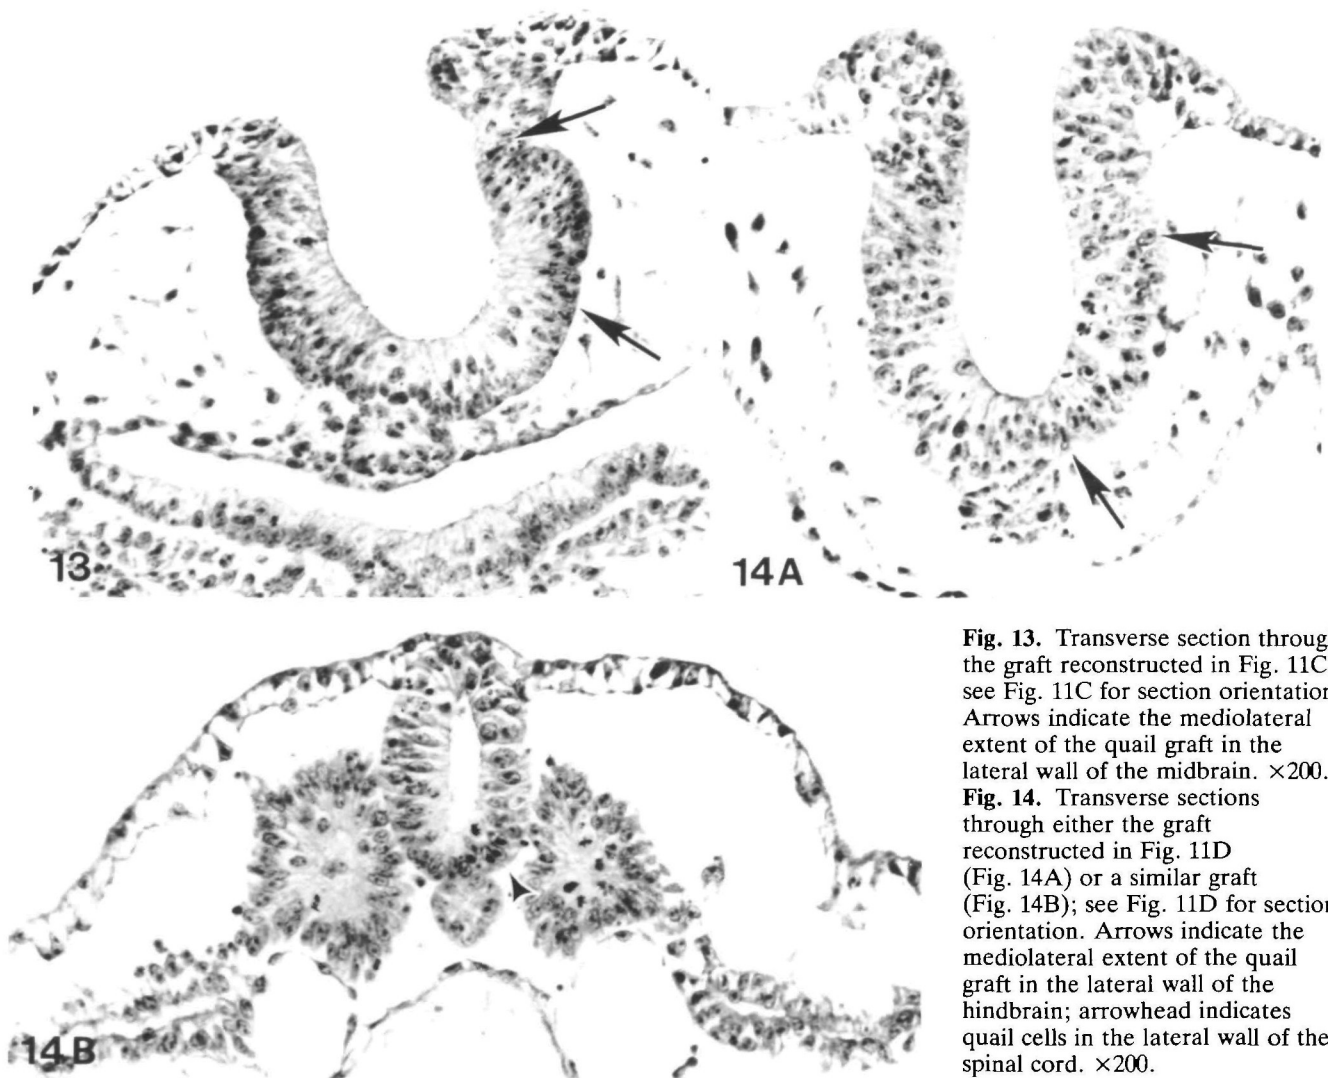 13
14A
14B
Fig. 13. Transverse section throug
the graft reconstructed in Fig. 11C
see Fig. 11C for section orientation
Arrows indicate the mediolateral
extent of the quail graft in the
lateral wall of the midbrain. ×200.
Fig. 14. Transverse sections
through either the graft
reconstructed in Fig. 11D
(Fig. 14A) or a similar graft
(Fig. 14B); see Fig. 11D for section
orientation. Arrows indicate the
mediolateral extent of the quail
graft in the lateral wall of the
hindbrain; arrowhead indicates
quail cells in the lateral wall of the
spinal cord. ×200.